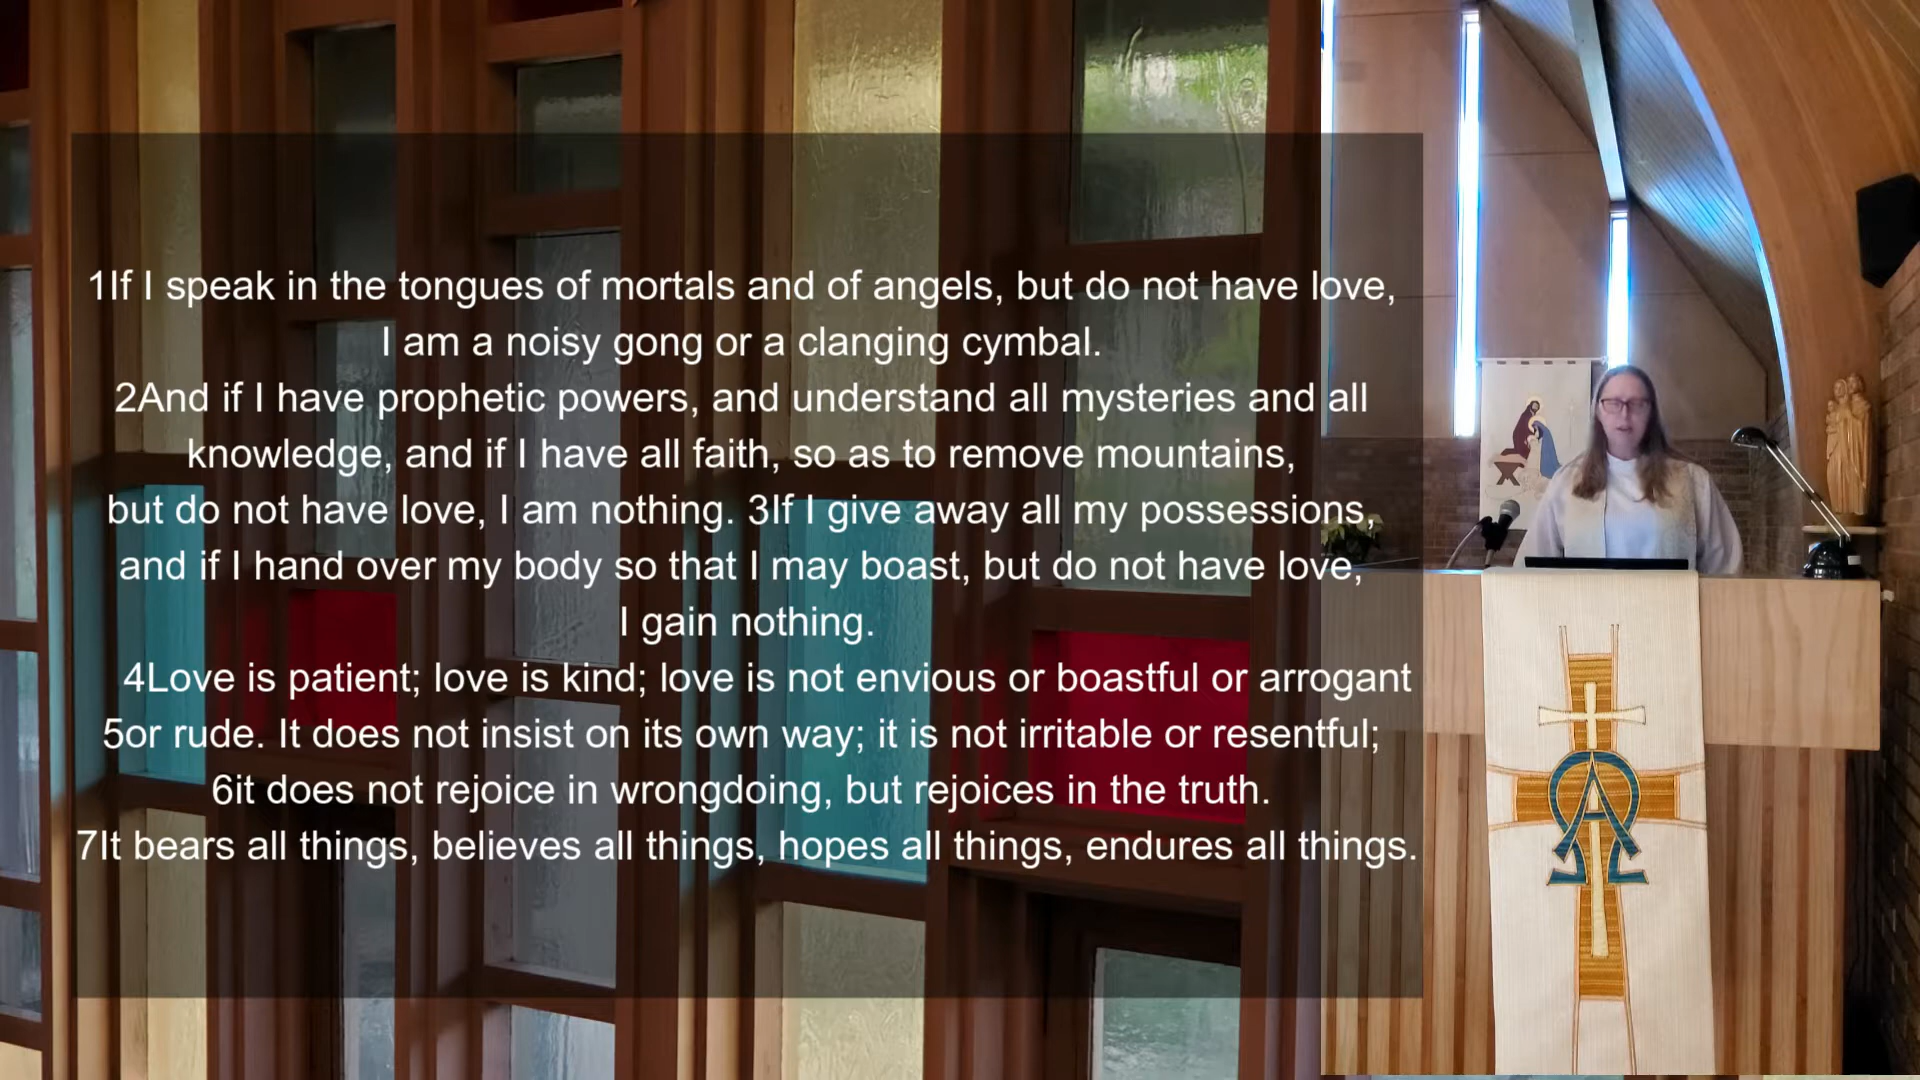 1If I speak in the tongues of mortals and of angels, but do not have love,
I am a noisy gong or a clanging cymbal.
2And if I have prophetic powers, and understand all mysteries and all
knowledge, and if I have all faith, so as to remove mountains,
but do not have love, I am nothing. 3If I give away all my possessions,
and if I hand over my body so that I may boast, but do not have love,
I gain nothing.
4Love is patient; love is kind; love is not envious or boastful or arrogant
5or rude. It does not insist on its own way; it is not irritable or resentful;
6it does not rejoice in wrongdoing, but rejoices in the truth.
7It bears all things, believes all things, hopes all things, endures all things.